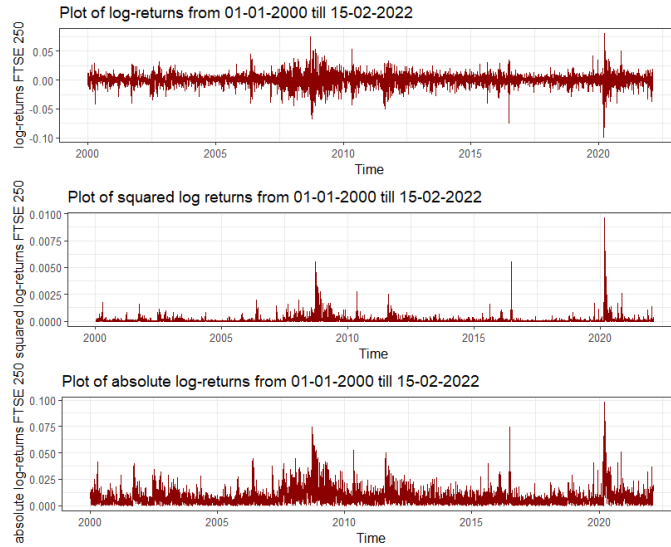 Plot of log-returns from 01-01-2000 till 15-02-2022
log-returns FTSE 250
0.05
0.00
-0.05
-0.10
2000 2005 2010 2015 2020
Time
Plot of squared log returns from 01-01-2000 till 15-02-2022
squared log-returns FTSE 250
0.0100
0.0075
0.0050
0.0025
0.0000
2000 2005 2010 2015 2020
Time
Plot of absolute log-returns from 01-01-2000 till 15-02-2022
absolute log-returns FTSE 250
0.100
0.075
0.050
0.025
0.000
2000 2005 2010 2015 2020
Time